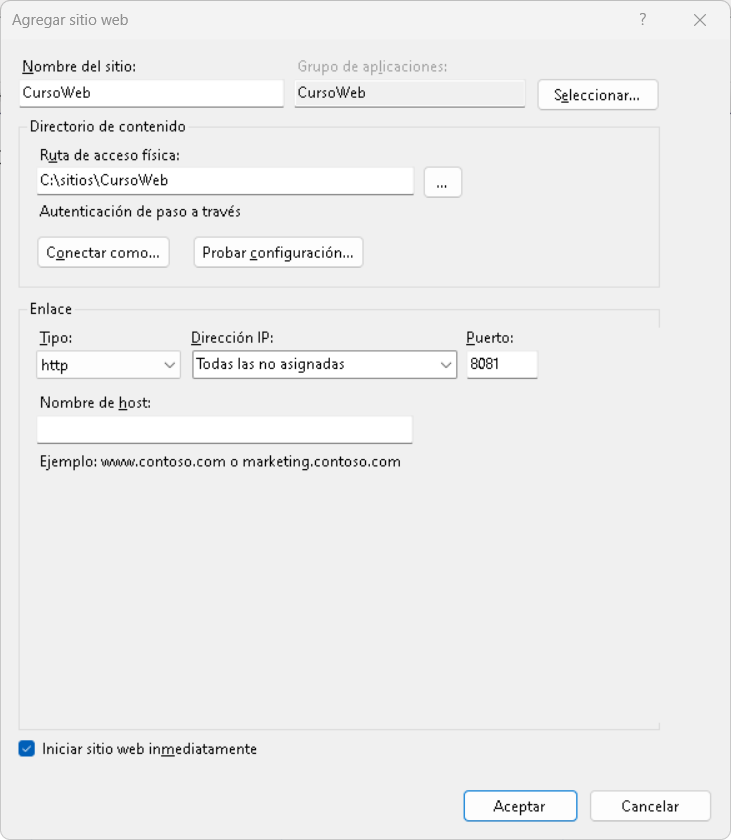 Agregar sitio web
Nombre del sitio:
Grupo de aplicaciones:
CursoWeb
CursoWeb
Seleccionar...
Directorio de contenido
Ruta de acceso física:
C:\sitios\CursoWeb
...
Autenticación de paso a través
Conectar como...
Probar configuración...
Enlace
Tipo:
Dirección IP:
Puerto:
http
Todas las no asignadas
8081
Nombre de host:
Ejemplo: www.contoso.com o marketing.contoso.com
Iniciar sitio web inmediatamente
Aceptar
Cancelar